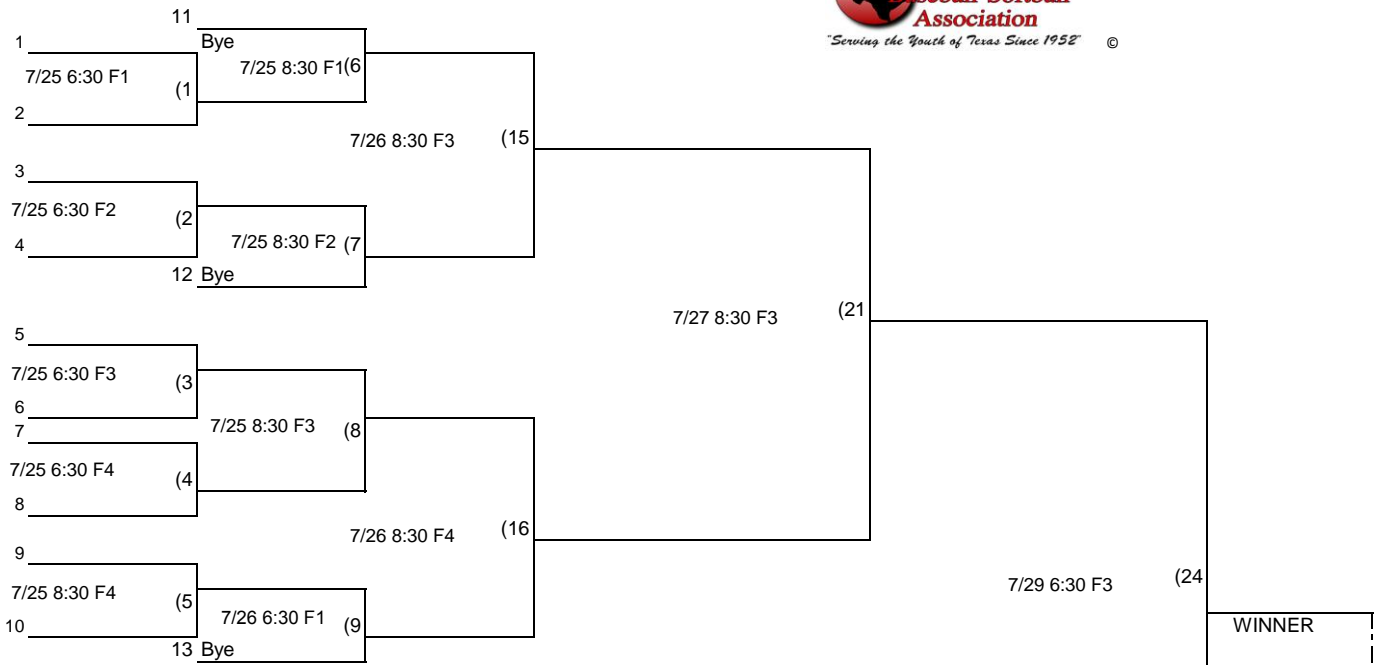 Association
"Serving the Youth of Texas Since 1952" ©
11
Bye
1
7/25 6:30 F1
(1
7/25 8:30 F1(6
2
7/26 8:30 F3
(15
3
7/25 6:30 F2
(2
7/25 8:30 F2 (7
4
12 Bye
7/27 8:30 F3
(21
5
7/25 6:30 F3
(3
6
7/25 8:30 F3 (8
7
7/25 6:30 F4
(4
8
7/26 8:30 F4
(16
9
7/25 8:30 F4
(5
7/26 6:30 F1 (9
10
13 Bye
7/29 6:30 F3
(24
WINNER